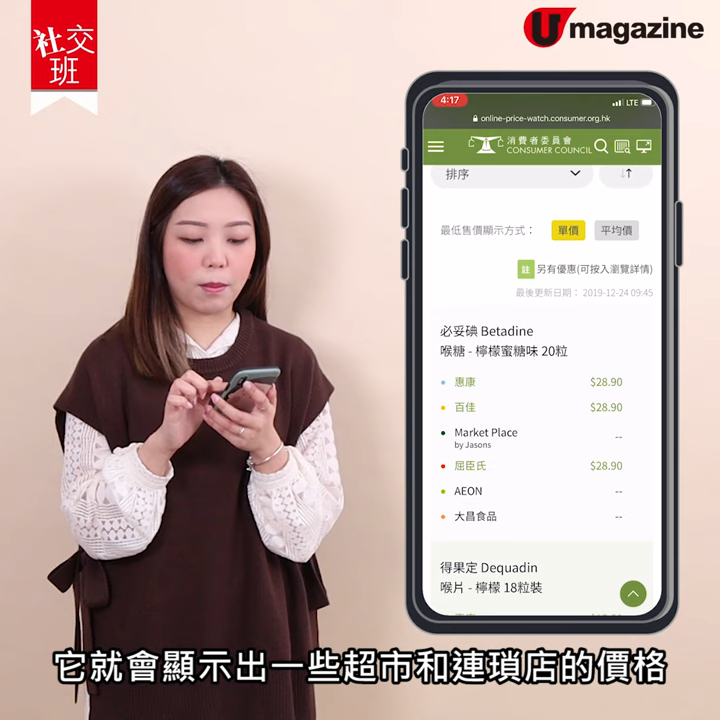 社交班
U magazine
4:17
LTE
online-price-watch.consumer.org.hk
消費者委員會
CONSUMER COUNCIL
排序
最低售價顯示方式：
單價
平均價
註 另有優惠(可按入瀏覽詳情)
最後更新日期： 2019-12-24 09:45
必妥碘 Betadine
喉糖 - 檸檬蜜糖味 20粒
惠康 $28.90
百佳 $28.90
Market Place --
by Jasons
屈臣氏 $28.90
AEON --
大昌食品 --
得果定 Dequadin
喉片 - 檸檬 18粒裝
它就會顯示出一些超市和連瑣店的價格